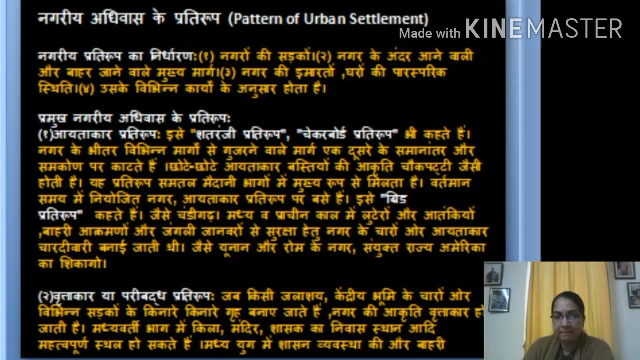 नगरीय अधिवास के प्रतिरूप (Pattern of Urban Settlement)
Made with KINEMASTER
नगरीय प्रतिरूप का निर्धारण: (१) नगरों की सड़कों। (२) नगर के अंदर आने वाली
और बाहर जाने वाले मुख्य मार्ग। (३) नगर की इमारतों ,घरों की पारस्परिक
स्थिति। (४) उसके विभिन्न कार्यों के अनुसार होता है।
प्रमुख नगरीय अधिवास के प्रतिरूप:
(१)आयताकार प्रतिरूप: इसे "शतरंजी प्रतिरूप", "चेकरबोर्ड प्रतिरूप" भी कहते हैं।
नगर के भीतर विभिन्न मार्गों से गुजरने वाले मार्ग एक दूसरे के समानांतर और
समकोण पर काटते हैं ।छोटे-छोटे आयताकार बस्तियों की आकृति चौकपट्टी जैसी
होती हैं। यह प्रतिरूप समतल मैदानी भागों में मुख्य रूप से मिलता है। वर्तमान
समय में नियोजित नगर, आयताकार प्रतिरूप पर बसे हैं। इसे "ग्रिड
प्रतिरूप" कहते हैं। जैसे चंडीगढ़। मध्य व प्राचीन काल में लुटेरों और आतंकियों,
बाहरी आक्रमणों और जंगली जानवरों से सुरक्षा हेतु नगर के चारों ओर आयताकार
चारदीवारी बनाई जाती थी। जैसे यूनान और रोम के नगर, संयुक्त राज्य अमेरिका
का शिकागो।
(२)वृत्ताकार या परीबद्ध प्रतिरूप: जब किसी जलाशय, केंद्रीय भूमि के चारों ओर
विभिन्न सड़कों के किनारे किनारे गृह बनाए जाते हैं ,नगर की आकृति वृत्ताकार हो
जाती है। मध्यवर्ती भाग में किला, मंदिर, शासक का निवास स्थान आदि
महत्वपूर्ण स्थल हो सकते हैं ।मध्य युग में शासन व्यवस्था की और बाहरी